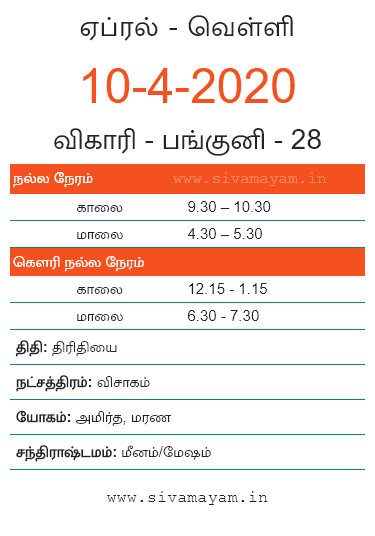 ஏப்ரல் - வெள்ளி
10-4-2020
விகாரி - பங்குனி - 28
நல்ல நேரம் www.sivamayam.in
காலை 9.30 – 10.30
மாலை 4.30 – 5.30
கௌரி நல்ல நேரம்
காலை 12.15 - 1.15
மாலை 6.30 - 7.30
திதி: திரிதியை
நட்சத்திரம்: விசாகம்
யோகம்: அமிர்த, மரண
சந்திராஷ்டமம்: மீனம்/மேஷம்
www.sivamayam.in